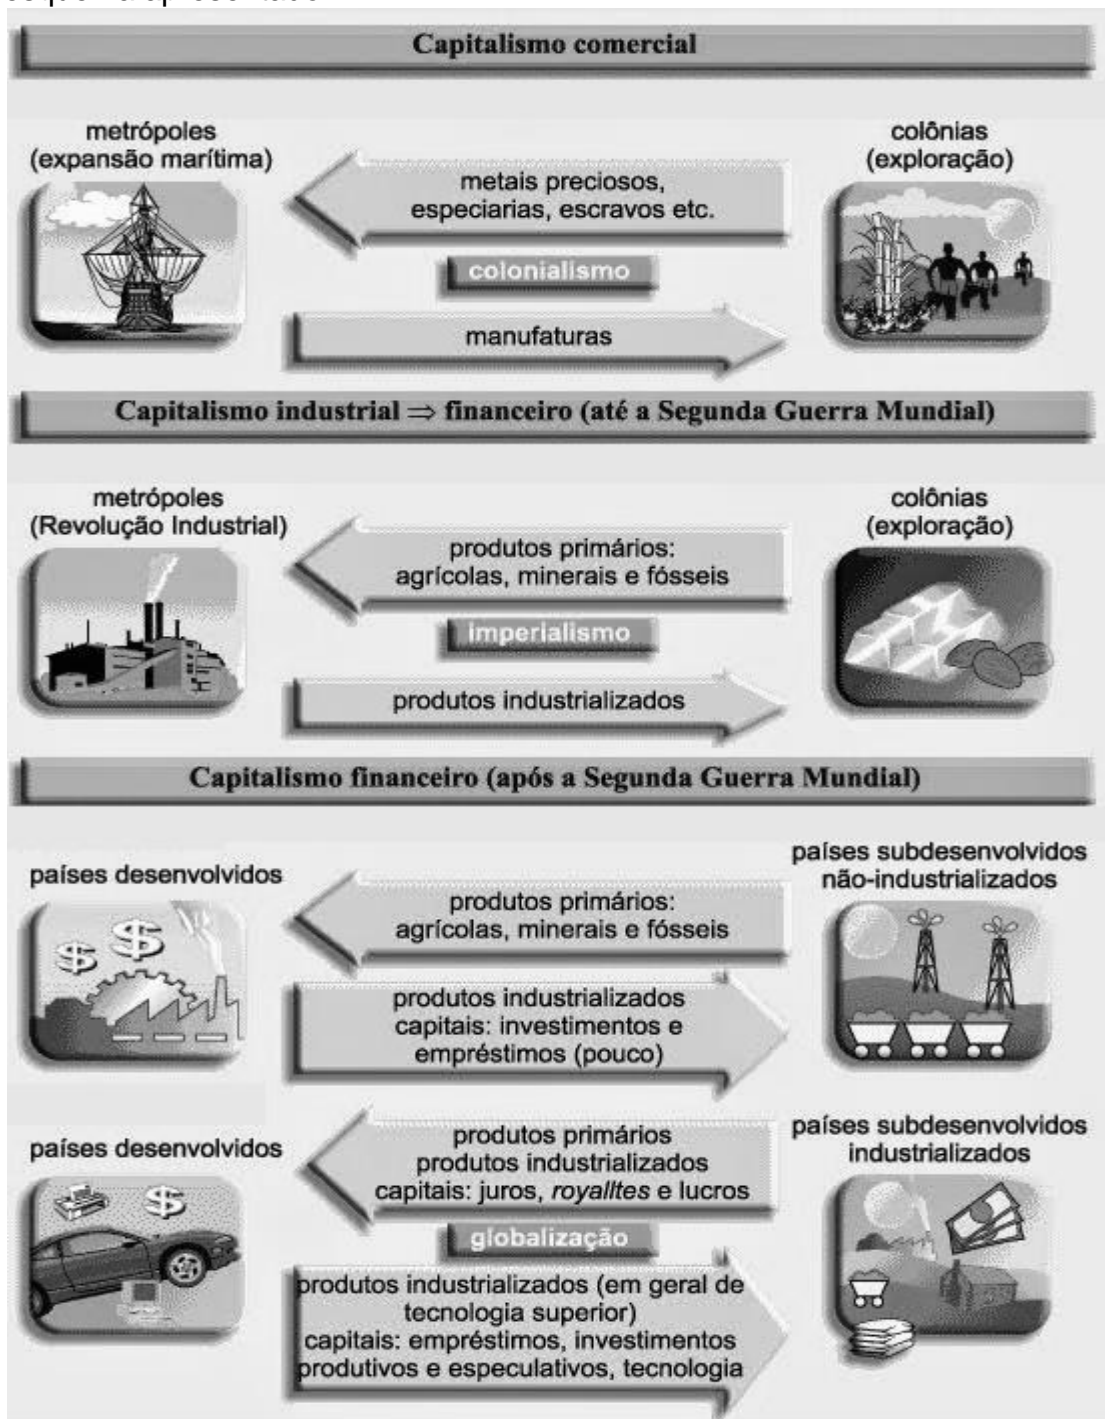 Capitalismo comercial
metrópoles
(expansão marítima)
colônias
(exploração)
metais preciosos,
especiarias, escravos etc.
colonialismo
manufaturas
Capitalismo industrial ⇒ financeiro (até a Segunda Guerra Mundial)
metrópoles
(Revolução Industrial)
colônias
(exploração)
produtos primários:
agrícolas, minerais e fósseis
imperialismo
produtos industrializados
Capitalismo financeiro (após a Segunda Guerra Mundial)
países desenvolvidos
países subdesenvolvidos
não-industrializados
produtos primários:
agrícolas, minerais e fósseis
produtos industrializados
capitais: investimentos e
empréstimos (pouco)
países desenvolvidos
países subdesenvolvidos
industrializados
produtos primários
produtos industrializados
capitais: juros, royalltes e lucros
globalização
produtos industrializados (em geral de
tecnologia superior)
capitais: empréstimos, investimentos
produtivos e especulativos, tecnologia